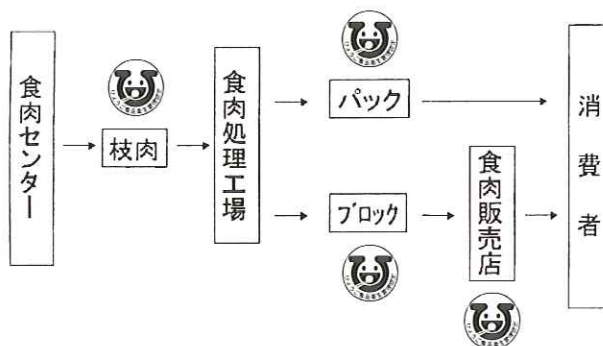 食肉センター
枝肉
食肉処理工場
パック
ブロック
食肉販売店
消費者